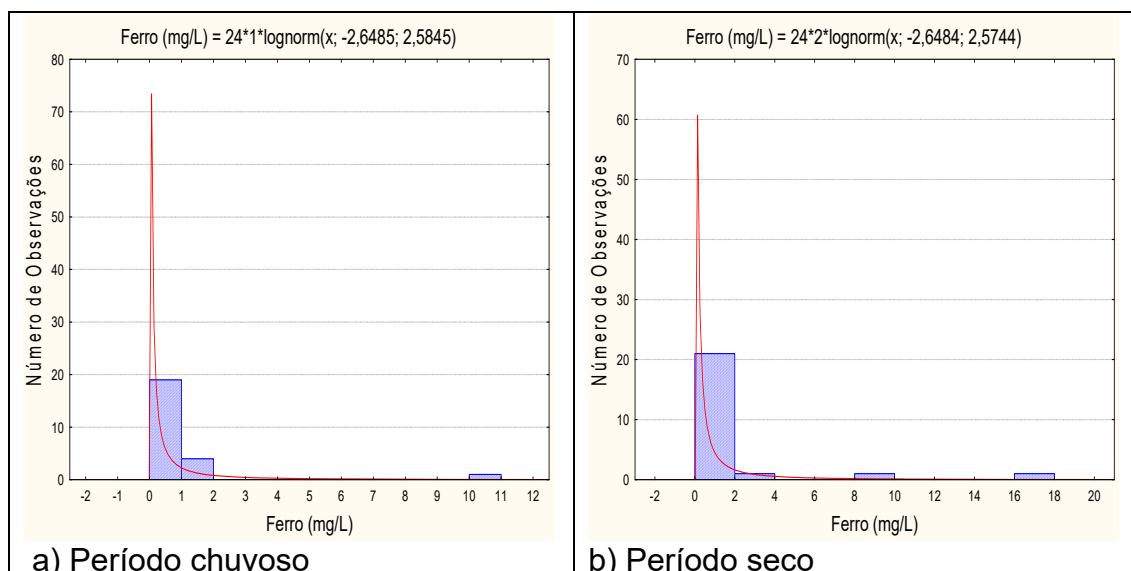 Ferro (mg/L) = 24*1*lognorm(x; -2,6485; 2,5845)
80
70
60
50
40
30
20
10
0
Número de Observações
-2 -1 0 1 2 3 4 5 6 7 8 9 10 11 12
Ferro (mg/L)
a) Período chuvoso
Ferro (mg/L) = 24*2*lognorm(x; -2,6484; 2,5744)
70
60
50
40
30
20
10
0
Número de Observações
-2 0 2 4 6 8 10 12 14 16 18 20
Ferro (mg/L)
b) Período seco